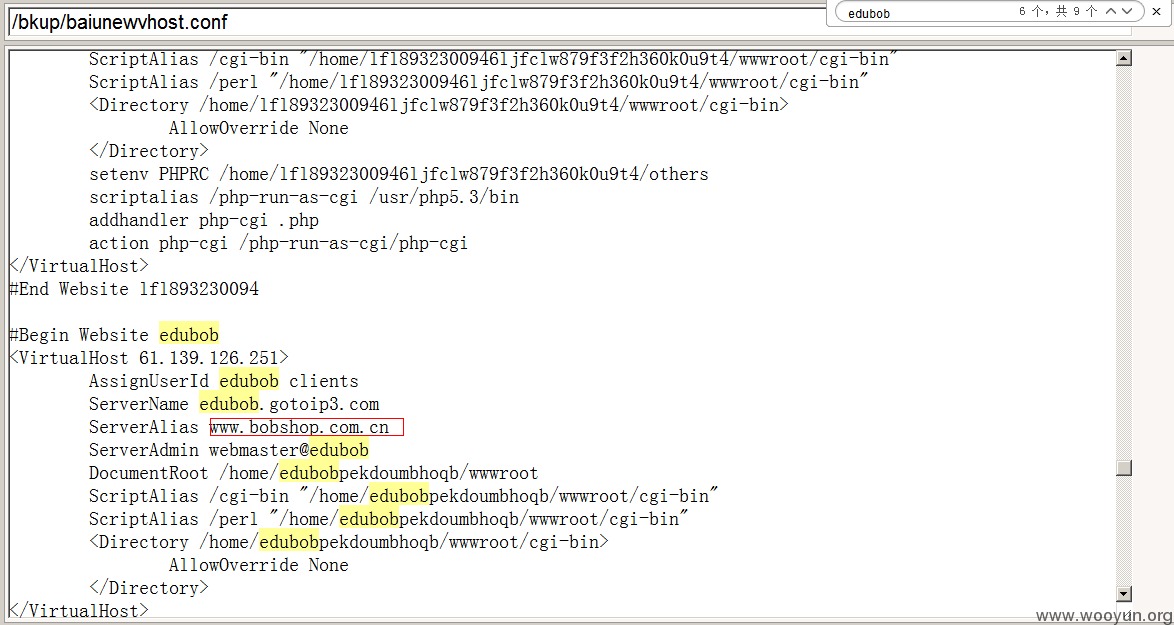 /bkup/baiunewvhost.conf
edubob
6 个，共 9 个
ScriptAlias /cgi-bin "/home/lfl89323009461jfclw879f3f2h360k0u9t4/wwwroot/cgi-bin"
ScriptAlias /perl "/home/lfl89323009461jfclw879f3f2h360k0u9t4/wwwroot/cgi-bin"
<Directory /home/lfl89323009461jfclw879f3f2h360k0u9t4/wwwroot/cgi-bin>
AllowOverride None
</Directory>
setenv PHPRC /home/lfl89323009461jfclw879f3f2h360k0u9t4/others
scriptalias /php-run-as-cgi /usr/php5.3/bin
addhandler php-cgi .php
action php-cgi /php-run-as-cgi/php-cgi
</VirtualHost>
#End Website lfl893230094
#Begin Website edubob
<VirtualHost 61.139.126.251>
AssignUserId edubob clients
ServerName edubob.gotoip3.com
ServerAlias www.bobshop.com.cn
ServerAdmin webmaster@edubob
DocumentRoot /home/edubobpekdoumbhoqb/wwwroot
ScriptAlias /cgi-bin "/home/edubobpekdoumbhoqb/wwwroot/cgi-bin"
ScriptAlias /perl "/home/edubobpekdoumbhoqb/wwwroot/cgi-bin"
<Directory /home/edubobpekdoumbhoqb/wwwroot/cgi-bin>
AllowOverride None
</Directory>
</VirtualHost>
www.wooyun.org